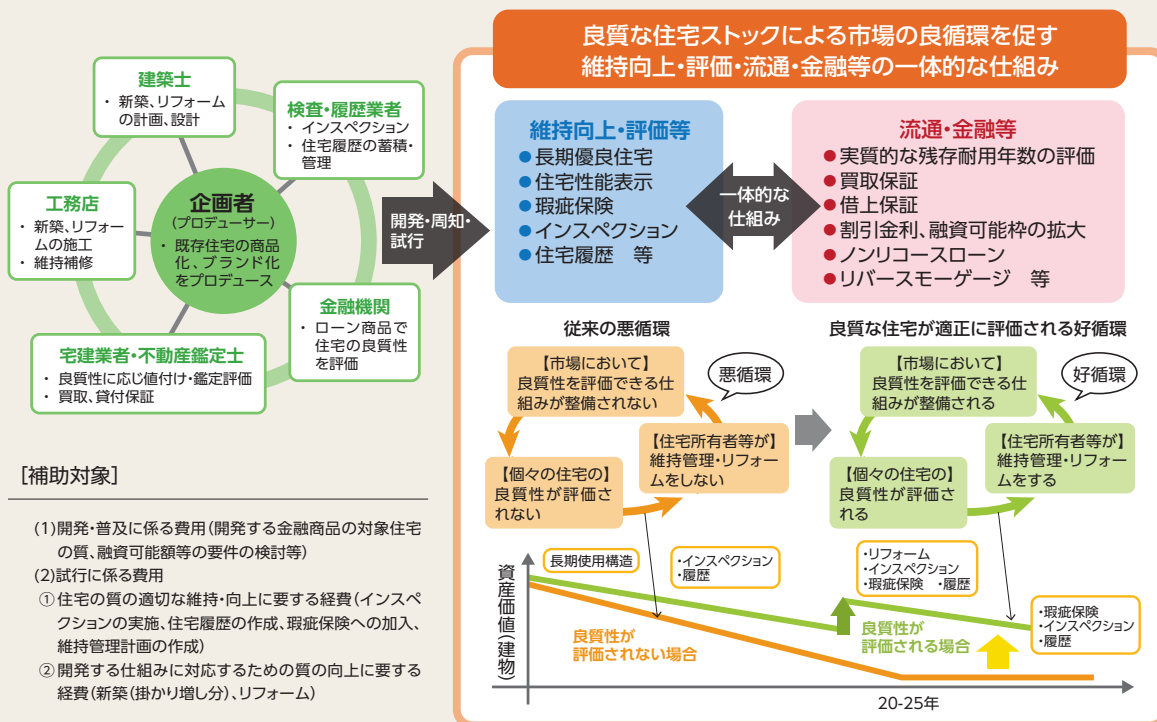 良質な住宅ストックによる市場の良循環を促す
維持向上・評価・流通・金融等の一体的な仕組み
建築士
・ 新築、リフォーム
の計画、設計
検査・履歴業者
・ インスペクション
・ 住宅履歴の蓄積・
管理
工務店
・ 新築、リフォー
ムの施工
・ 維持補修
企画者
(プロデューサー)
・ 既存住宅の商品
化、ブランド化
をプロデュース
金融機関
・ ローン商品で
住宅の良質性
を評価
宅建業者・不動産鑑定士
・ 良質性に応じ値付け・鑑定評価
・ 買取、貸付保証
開発・周知・
試行
維持向上・評価等
●長期優良住宅
●住宅性能表示
●瑕疵保険
●インスペクション
●住宅履歴 等
一体的な
仕組み
流通・金融等
●実質的な残存耐用年数の評価
●買取保証
●借上保証
●割引金利、融資可能枠の拡大
●ノンリコースローン
●リバースモーゲージ 等
従来の悪循環
【市場において】
良質性を評価できる仕
組みが整備されない
悪循環
【住宅所有者等が】
維持管理・リフォー
ムをしない
【個々の住宅の】
良質性が評価さ
れない
良質な住宅が適正に評価される好循環
【市場において】
良質性を評価できる仕
組みが整備される
好循環
【住宅所有者等が】
維持管理・リフォー
ムをする
【個々の住宅の】
良質性が評価さ
れる
資産価値(建物)
長期使用構造
・インスペクション
・履歴
・リフォーム
・インスペクション
・瑕疵保険 ・履歴
・瑕疵保険
・インスペクション
・履歴
良質性が
評価されない場合
良質性が
評価される場合
20-25年
[補助対象]
(1)開発・普及に係る費用(開発する金融商品の対象住宅
の質、融資可能額等の要件の検討等)
(2)試行に係る費用
①住宅の質の適切な維持・向上に要する経費(インスペ
クションの実施、住宅履歴の作成、瑕疵保険への加入、
維持管理計画の作成)
②開発する仕組みに対応するための質の向上に要する
経費(新築(掛かり増し分)、リフォーム)